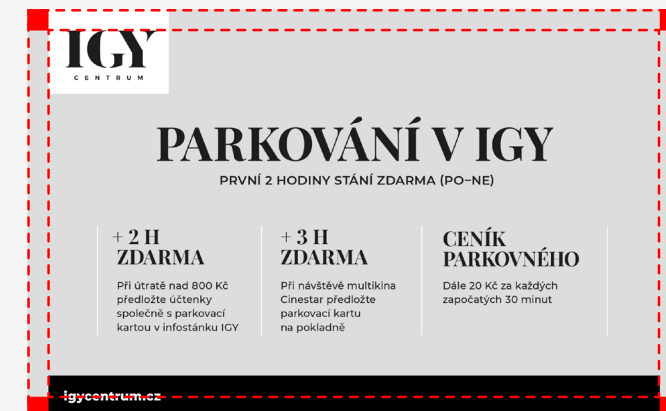 IGY
CENTRUM
PARKOVÁNÍ V IGY
PRVNÍ 2 HODINY STÁNÍ ZDARMA (PO–NE)
+ 2 H
ZDARMA
Při útratě nad 800 Kč
předložte účtenky
společně s parkovací
kartou v infostánku IGY
+ 3 H
ZDARMA
Při návštěvě multikina
Cinestar předložte
parkovací kartu
na pokladně
CENÍK
PARKOVNÉHO
Dále 20 Kč za každých
započatých 30 minut
igycentrum.cz